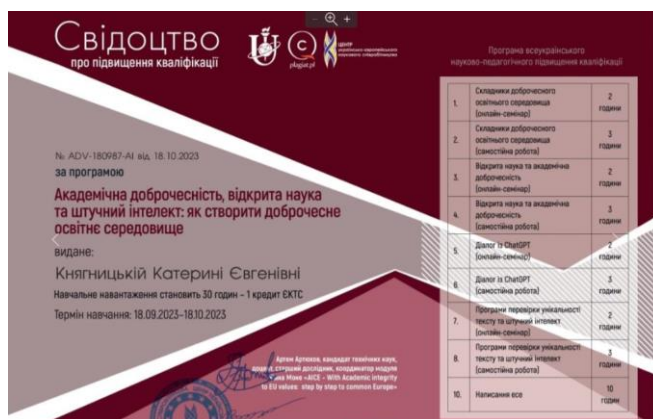 Свідоцтво
про підвищення кваліфікації
plagiat.pl
ЦЕНТР
українсько-європейського
наукового співробітництва
№ ADV-180987-AI від 18.10.2023
за програмою
Академічна доброчесність, відкрита наука
та штучний інтелект: як створити доброчесне
освітнє середовище
видане:
Княгницькій Катерині Євгенівні
Навчальне навантаження становить 30 годин – 1 кредит ЄКТС
Термін навчання: 18.09.2023–18.10.2023
Артем Артюхов, кандидат технічних наук,
старший дослідник, координатор модуля
Жана Моне «AICE - With Academic integrity
to EU values: step by step to common Europe»
Програма всеукраїнського
науково-педагогічного підвищення кваліфікації
1. Складники доброчесного освітнього середовища (онлайн-семінар) 2 години
2. Складники доброчесного освітнього середовища (самостійна робота) 3 години
3. Відкрита наука та академічна доброчесність (онлайн-семінар) 2 години
4. Відкрита наука та академічна доброчесність (самостійна робота) 3 години
5. Діалог із ChatGPT (онлайн-семінар) 2 години
6. Діалог із ChatGPT (самостійна робота) 3 години
7. Програми перевірки унікальності тексту та штучний інтелект (онлайн-семінар) 2 години
8. Програми перевірки унікальності тексту та штучний інтелект (самостійна робота) 3 години
10. Написання есе 10 годин